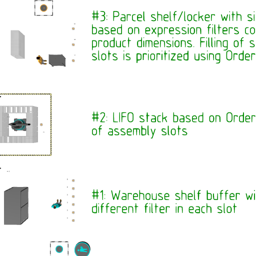 #3: Parcel shelf/locker with si
based on expression filters co
product dimensions. Filling of s
slots is prioritized using Order
#2: LIFO stack based on Order
of assembly slots
#1: Warehouse shelf buffer wi
different filter in each slot